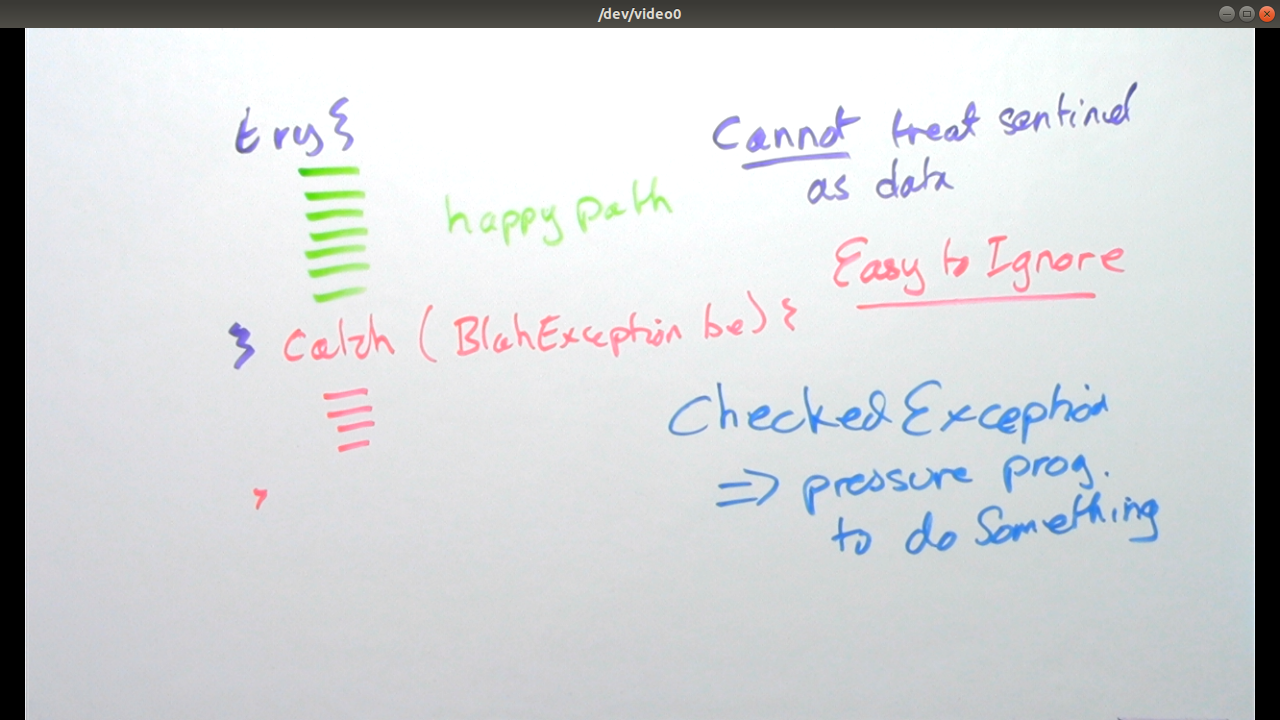 /dev/video0
try {
happy path
} catch (BlahException be) {
}
Cannot treat sentinel
as data
Easy to Ignore
Checked Exception
=> pressure prog.
to do Something